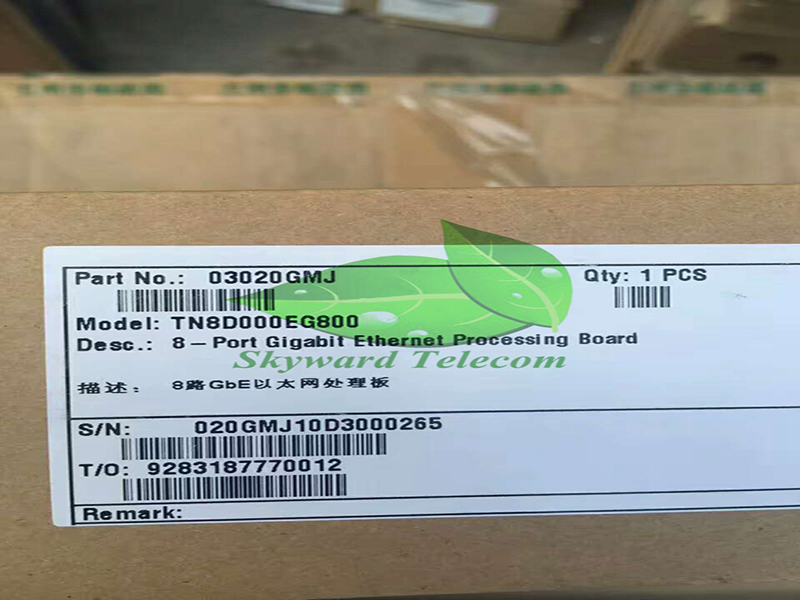 Part No.: 03020GMJ Qty: 1 PCS
Model: TN8D000EG800
Desc.: 8-Port Gigabit Ethernet Processing Board
Skyward Telecom
描述: 8路GbE以太网处理板
S/N: 020GMJ10D3000265
T/O: 9283187770012
Remark: